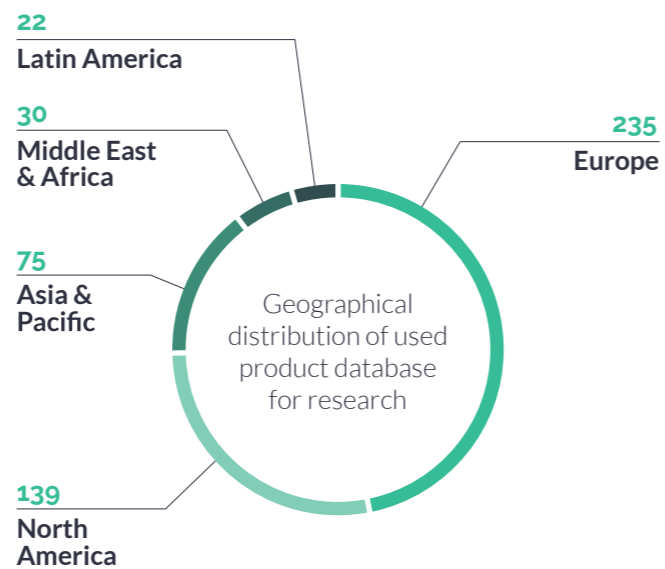 22
Latin America
30
Middle East
& Africa
75
Asia &
Pacific
139
North
America
235
Europe
Geographical
distribution of used
product database
for research